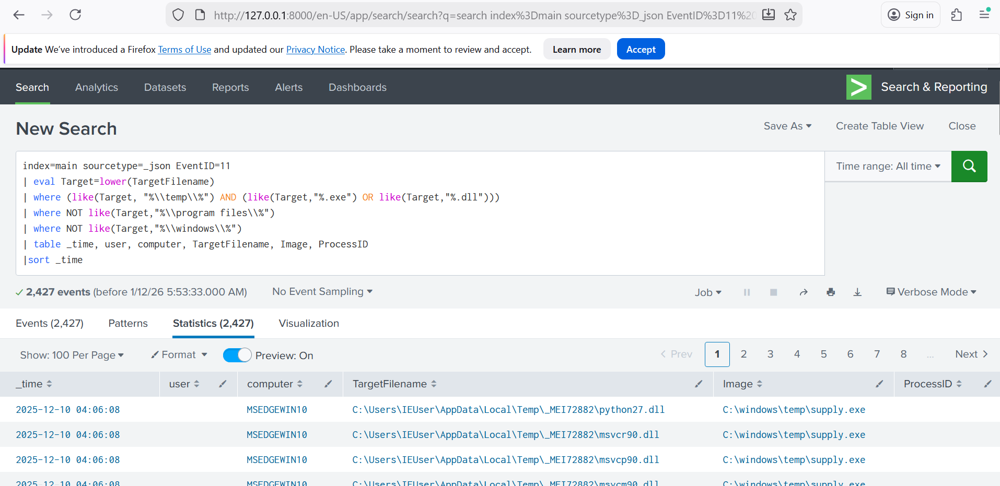 http://127.0.0.1:8000/en-US/app/search/search?q=search index%3Dmain sourcetype%3D_json EventID%3D11%20
Sign in
Update We've introduced a Firefox Terms of Use and updated our Privacy Notice. Please take a moment to review and accept. Learn more Accept
Search Analytics Datasets Reports Alerts Dashboards Search & Reporting
New Search
Save As Create Table View Close
index=main sourcetype=_json EventID=11
| eval Target=lower(TargetFilename)
| where (like(Target, "%\\temp\\%") AND (like(Target,"%.exe") OR like(Target,"%.dll")))
| where NOT like(Target,"%\\program files\\%")
| where NOT like(Target,"%\\windows\\%")
| table _time, user, computer, TargetFilename, Image, ProcessID
|sort _time
Time range: All time
2,427 events (before 1/12/26 5:53:33.000 AM) No Event Sampling Job Verbose Mode
Events (2,427) Patterns Statistics (2,427) Visualization
Show: 100 Per Page Format Preview: On Prev 1 2 3 4 5 6 7 8 ... Next
_time user computer TargetFilename Image ProcessID
2025-12-10 04:06:08 MSEDGEWIN10 C:\Users\IEUser\AppData\Local\Temp\_MEI72882\python27.dll C:\windows\temp\supply.exe
2025-12-10 04:06:08 MSEDGEWIN10 C:\Users\IEUser\AppData\Local\Temp\_MEI72882\msvcr90.dll C:\windows\temp\supply.exe
2025-12-10 04:06:08 MSEDGEWIN10 C:\Users\IEUser\AppData\Local\Temp\_MEI72882\msvcp90.dll C:\windows\temp\supply.exe
2025-12-10 04:06:08 MSEDGEWIN10 C:\Users\IEUser\AppData\Local\Temp\_MEI72882\msvcm90.dll C:\windows\temp\supply.exe